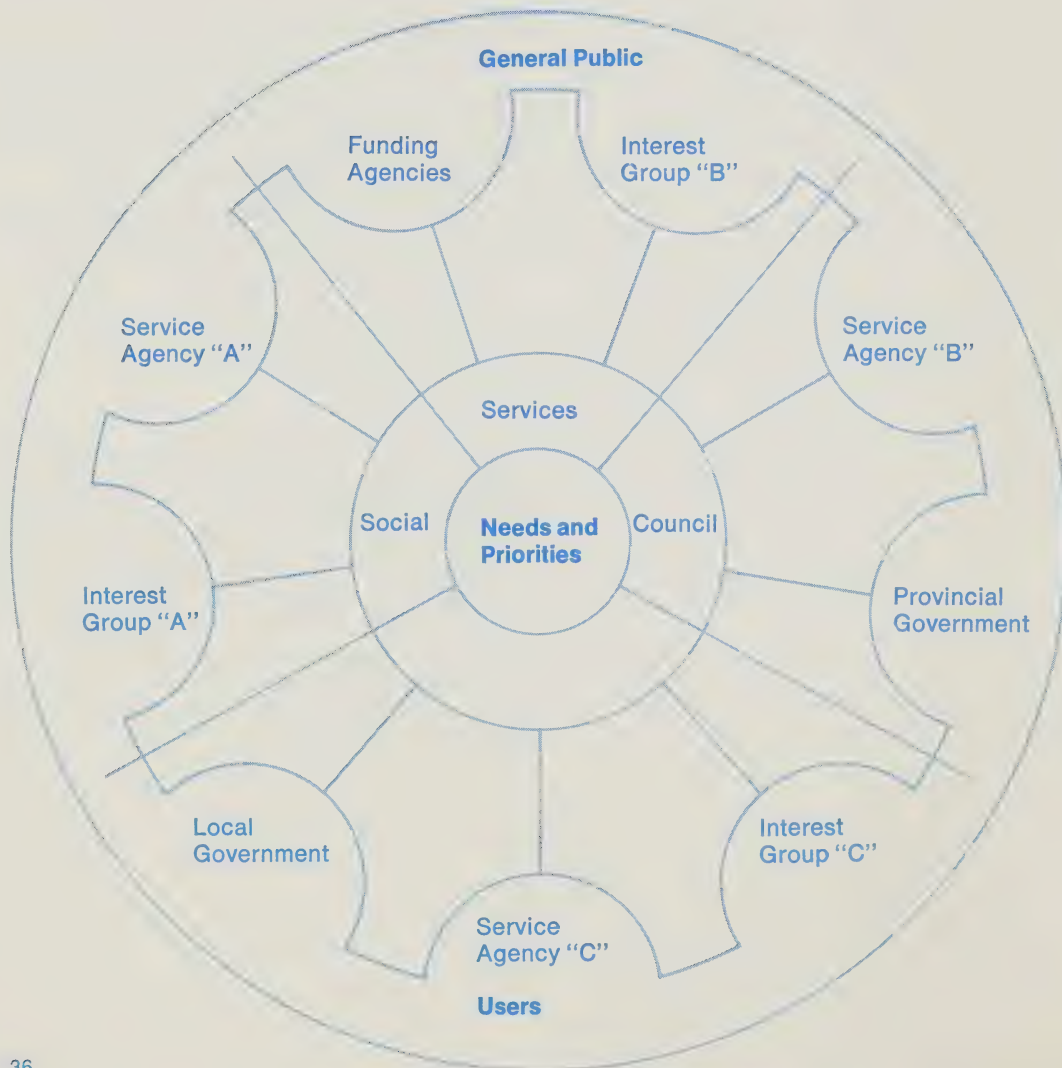 General Public
Funding
Agencies
Interest
Group “B”
Service
Agency “A”
Service
Agency “B”
Services
Social
Needs and
Priorities
Council
Interest
Group “A”
Provincial
Government
Local
Government
Interest
Group “C”
Service
Agency “C”
Users
36